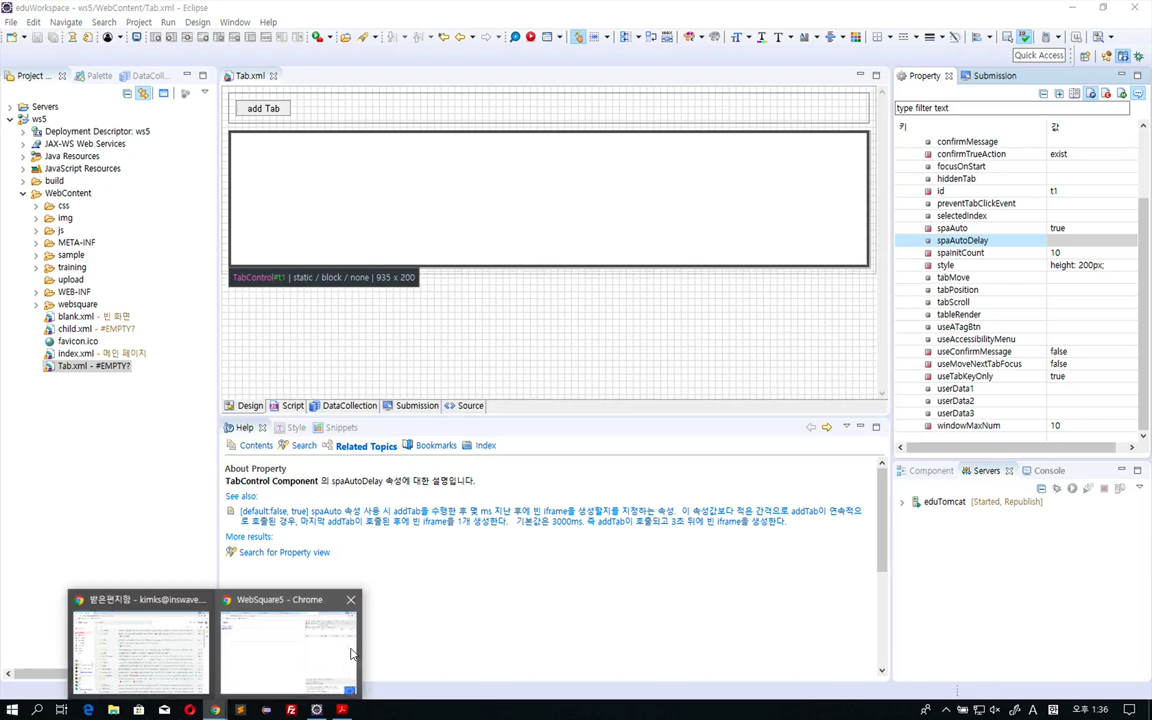 eduWorkspace - ws5/WebContent/Tab.xml - Eclipse
File Edit Navigate Search Project Run Design Window Help
Quick Access
Project ... Palette DataColl...
Servers
ws5
Deployment Descriptor: ws5
JAX-WS Web Services
Java Resources
JavaScript Resources
build
WebContent
css
img
js
META-INF
sample
training
upload
WEB-INF
websquare
blank.xml - 빈 화면
child.xml - #EMPTY?
favicon.ico
index.xml - 메인 페이지
Tab.xml - #EMPTY?
Tab.xml
add Tab
TabControl#t1 | static / block / none | 935 x 200
Design Script DataCollection Submission Source
Help Style Snippets
Contents Search Related Topics Bookmarks Index
About Property
TabControl Component 의 spaAutoDelay 속성에 대한 설명입니다.
See also:
[default:false, true] spaAuto 속성 사용 시 addTab을 수행한 후 몇 ms 지난 후에 빈 iframe을 생성할지를 지정하는 속성. 이 속성값보다 적은 간격으로 addTab이 연속적으
로 호출된 경우, 마지막 addTab이 호출된 후에 빈 iframe을 1개 생성한다. 기본값은 3000ms. 즉 addTab이 호출되고 3초 뒤에 빈 iframe을 생성한다.
More results:
Search for Property view
Property Submission
type filter text
키 값
confirmMessage
confirmTrueAction exist
focusOnStart
hiddenTab
id t1
preventTabClickEvent
selectedIndex
spaAuto true
spaAutoDelay
spaInitCount 10
style height: 200px;
tabMove
tabPosition
tabScroll
tableRender
useATagBtn
useAccessibilityMenu
useConfirmMessage false
useMoveNextTabFocus false
useTabKeyOnly true
userData1
userData2
userData3
windowMaxNum 10
Component Servers Console
eduTomcat [Started, Republish]
받은편지함 - kimks@inswave....
WebSquare5 - Chrome
A 한 오후 1:36